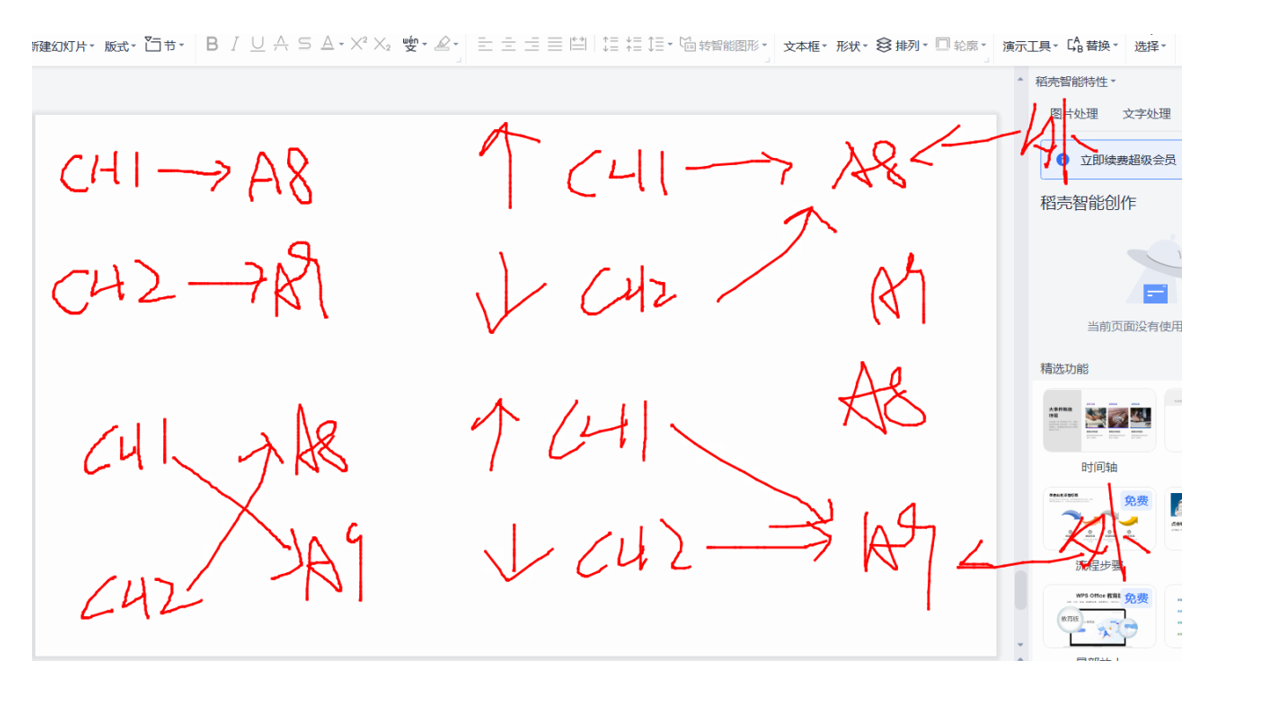 新建幻灯片 版式 节 B I U A S A X² X₂ wén 变 转智能图形 文本框 形状 排列 轮廓 演示工具 替换 选择
稻壳智能特性
图片处理 文字处理
立即续费超级会员
稻壳智能创作
当前页面没有使用
精选功能
时间轴
免费
流程步骤
WPS Office
免费
教育版
CH1 → A8
CH2 → A9
CH1 A8
CH2 A9
↑ CH1 → A8 ← 外
↓ CH2 A9
A8
↑ CH1
↓ CH2 → A9 ← 外